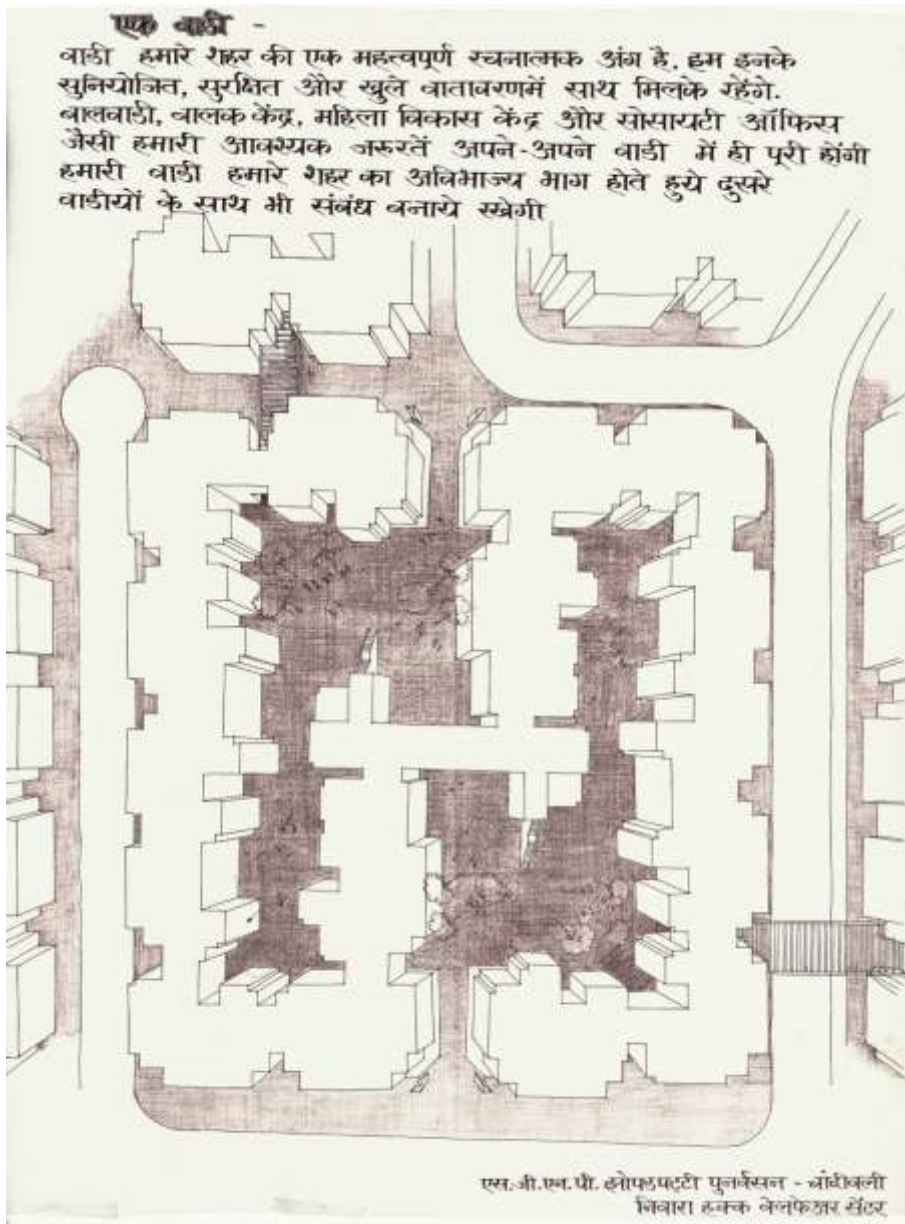 एक वाडी -
वाडी हमारे शहर की एक महत्त्वपूर्ण रचनात्मक अंग है. हम इनके
सुनियोजित, सुरक्षित और खुले वातावरणमें साथ मिलके रहेंगे.
बालवाडी, बालक केंद्र, महिला विकास केंद्र और सोसायटी ऑफिस
जैसी हमारी आवश्यक जरुरतें अपने-अपने वाडी में ही पूरी होंगी
हमारी वाडी हमारे शहर का अविभाज्य भाग होते हुये दुसरे
वाडीयों के साथ भी संबंध बनाये रखेगी
एस.जी.एन.पी. झोपडपट्टी पुनर्वसन - चांदीवली
निवारा हक्क वेलफेअर सेंटर